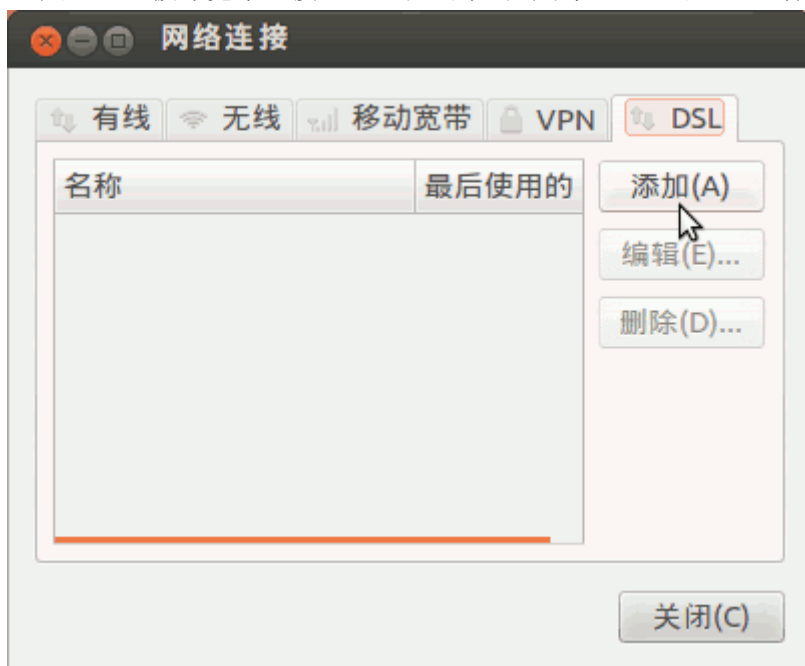 网络连接
有线 无线 移动宽带 VPN DSL
名称 最后使用的 添加(A)
编辑(E)...
删除(D)...
关闭(C)